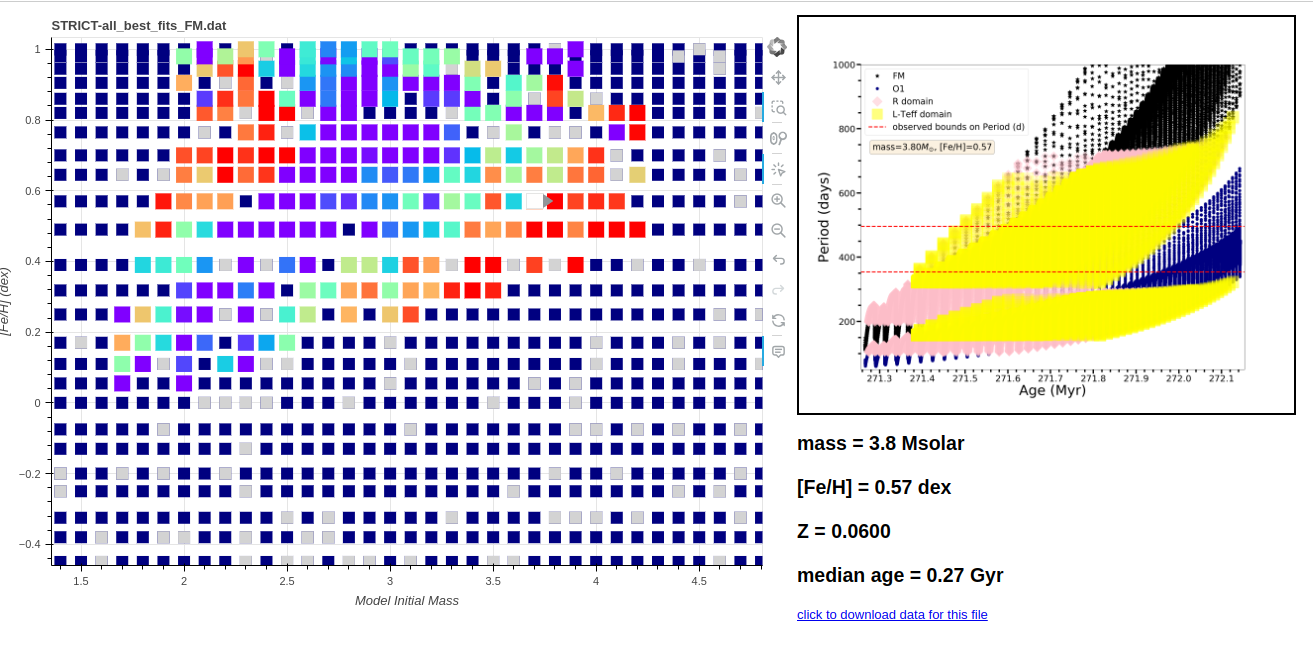 STRICT-all_best_fits_FM.dat
1
0.8
0.6
0.4
0.2
0
−0.2
−0.4
[Fe/H] (dex)
1.5 2 2.5 3 3.5 4 4.5
Model Initial Mass
1000
800
600
400
200
Period (days)
FM
O1
R domain
L-Teff domain
observed bounds on Period (d)
mass=3.80M☉, [Fe/H]=0.57
271.3 271.4 271.5 271.6 271.7 271.8 271.9 272.0 272.1
Age (Myr)
mass = 3.8 Msolar
[Fe/H] = 0.57 dex
Z = 0.0600
median age = 0.27 Gyr
click to download data for this file